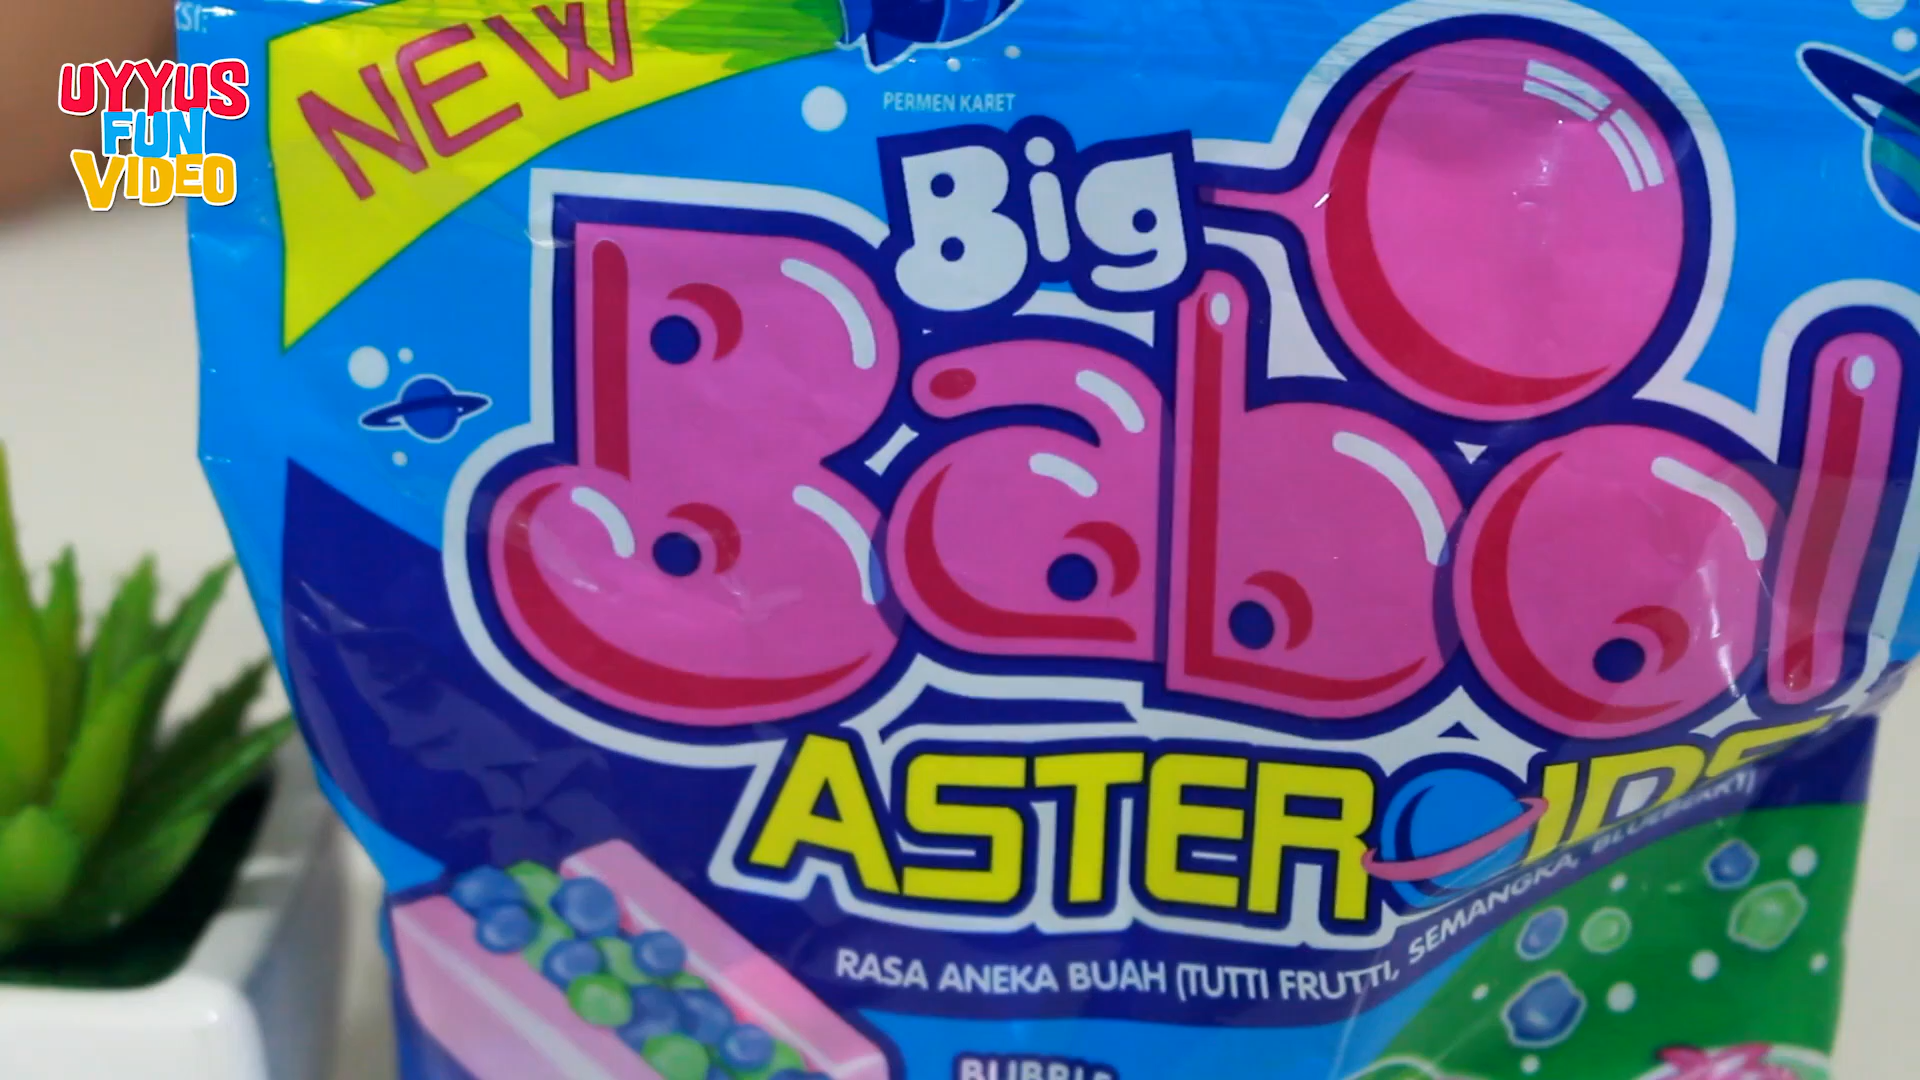 UYYUS
FUN
VIDEO
NEW
PERMEN KARET
Big
Babol
ASTEROIDS
RASA ANEKA BUAH (TUTTI FRUTTI, SEMANGKA, BLUEBERRY)
BUBBLE